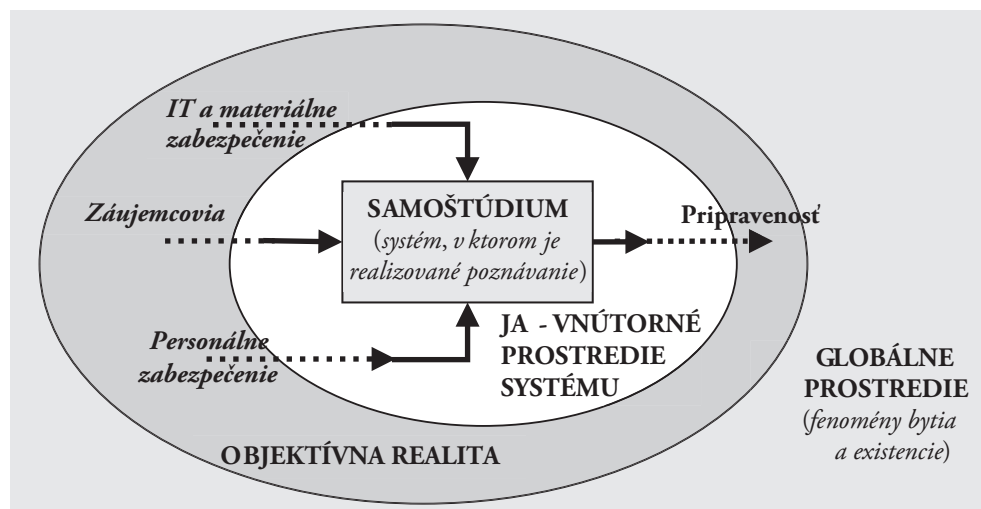 IT a materiálne
zabezpečenie
Záujemcovia
SAMOŠTÚDIUM
(systém, v ktorom je
realizované poznávanie)
Pripravenosť
Personálne
zabezpečenie
JA - VNÚTORNÉ
PROSTREDIE
SYSTÉMU
GLOBÁLNE
PROSTREDIE
(fenomény bytia
a existencie)
OBJEKTÍVNA REALITA